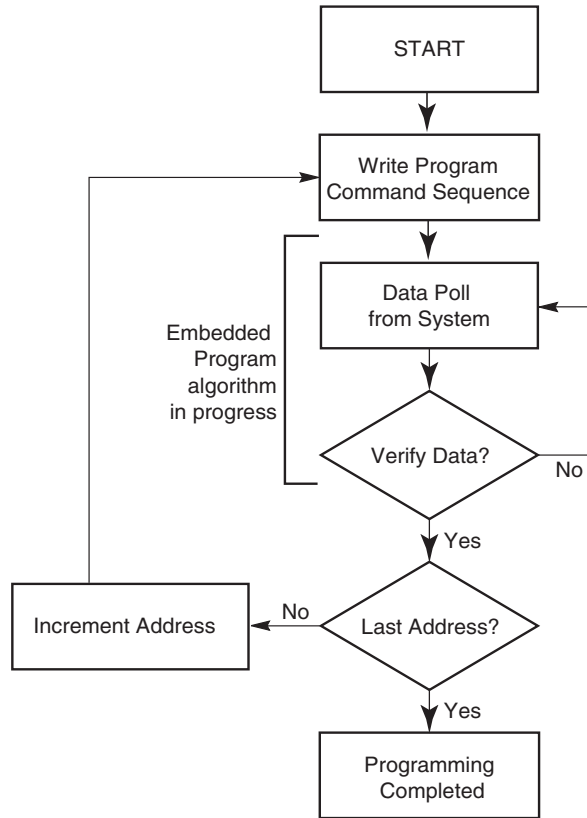 START
Write Program
Command Sequence
Data Poll
from System
Embedded
Program
algorithm
in progress
Verify Data?
No
Yes
Increment Address
No
Last Address?
Yes
Programming
Completed